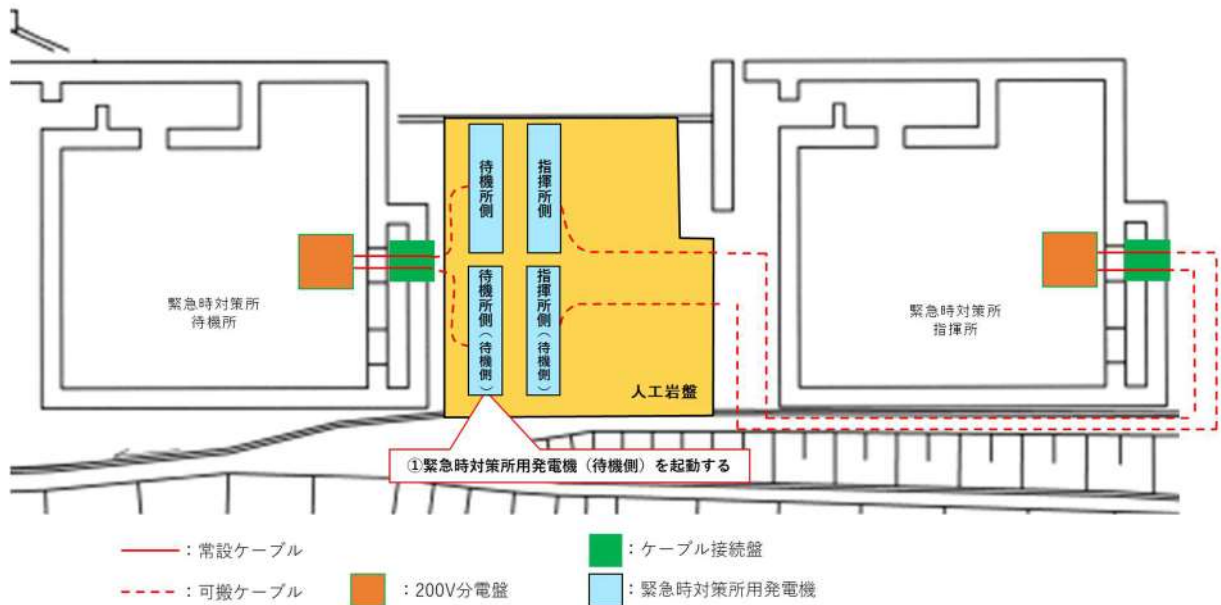 待機所側
指揮所側
待機所側(待機側)
指揮所側(待機側)
緊急時対策所
待機所
緊急時対策所
指揮所
人工岩盤
①緊急時対策所用発電機（待機側）を起動する
：常設ケーブル
：ケーブル接続盤
：可搬ケーブル
：200V分電盤
：緊急時対策所用発電機